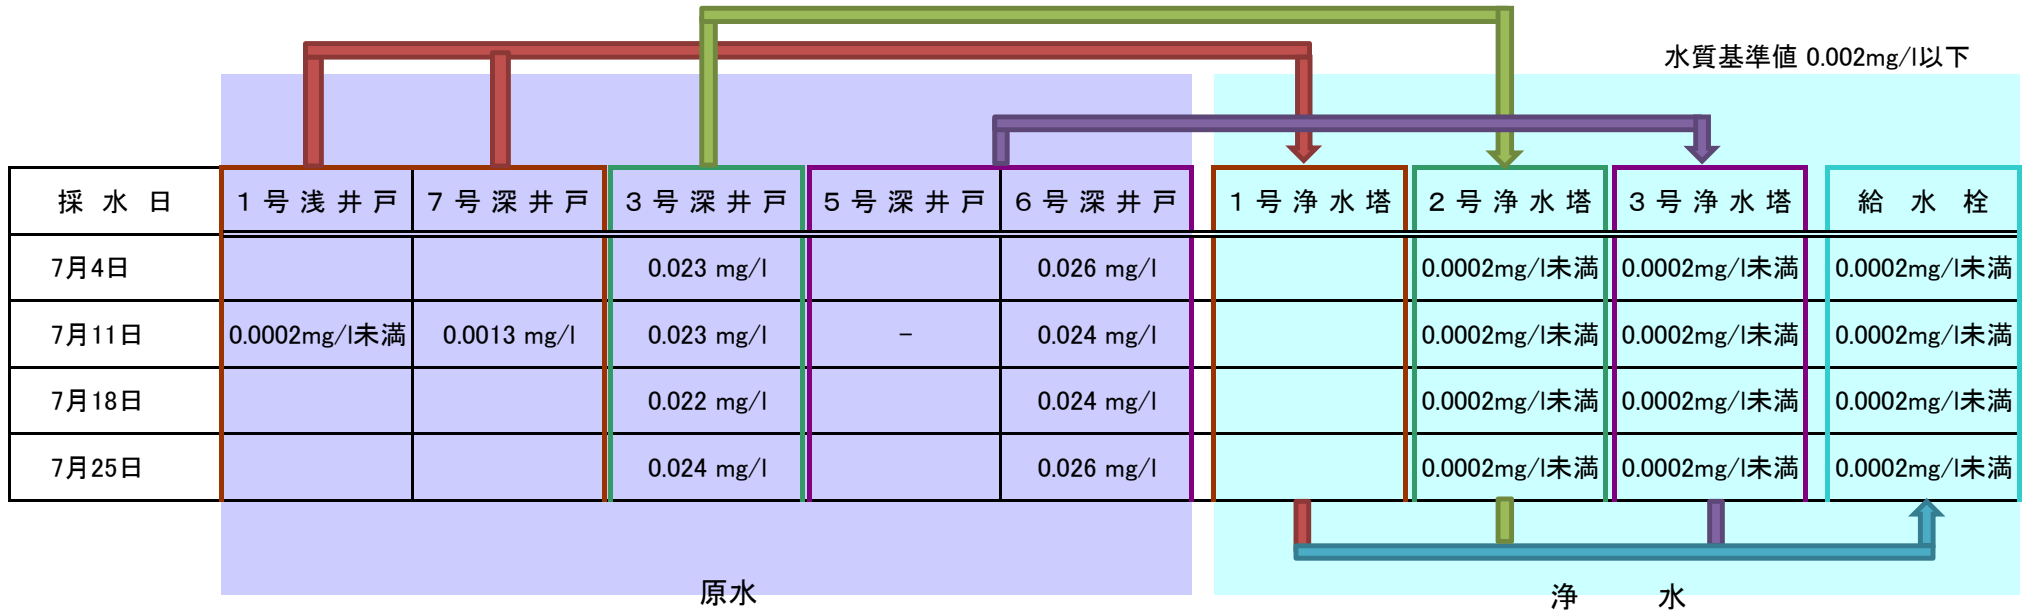 水質基準値 0.002mg/l以下
採水日 1号浅井戸 7号深井戸 3号深井戸 5号深井戸 6号深井戸 1号浄水塔 2号浄水塔 3号浄水塔 給水栓
7月4日 0.023 mg/l 0.026 mg/l 0.0002mg/l未満 0.0002mg/l未満 0.0002mg/l未満
7月11日 0.0002mg/l未満 0.0013 mg/l 0.023 mg/l － 0.024 mg/l 0.0002mg/l未満 0.0002mg/l未満 0.0002mg/l未満
7月18日 0.022 mg/l 0.024 mg/l 0.0002mg/l未満 0.0002mg/l未満 0.0002mg/l未満
7月25日 0.024 mg/l 0.026 mg/l 0.0002mg/l未満 0.0002mg/l未満 0.0002mg/l未満
原水 浄水